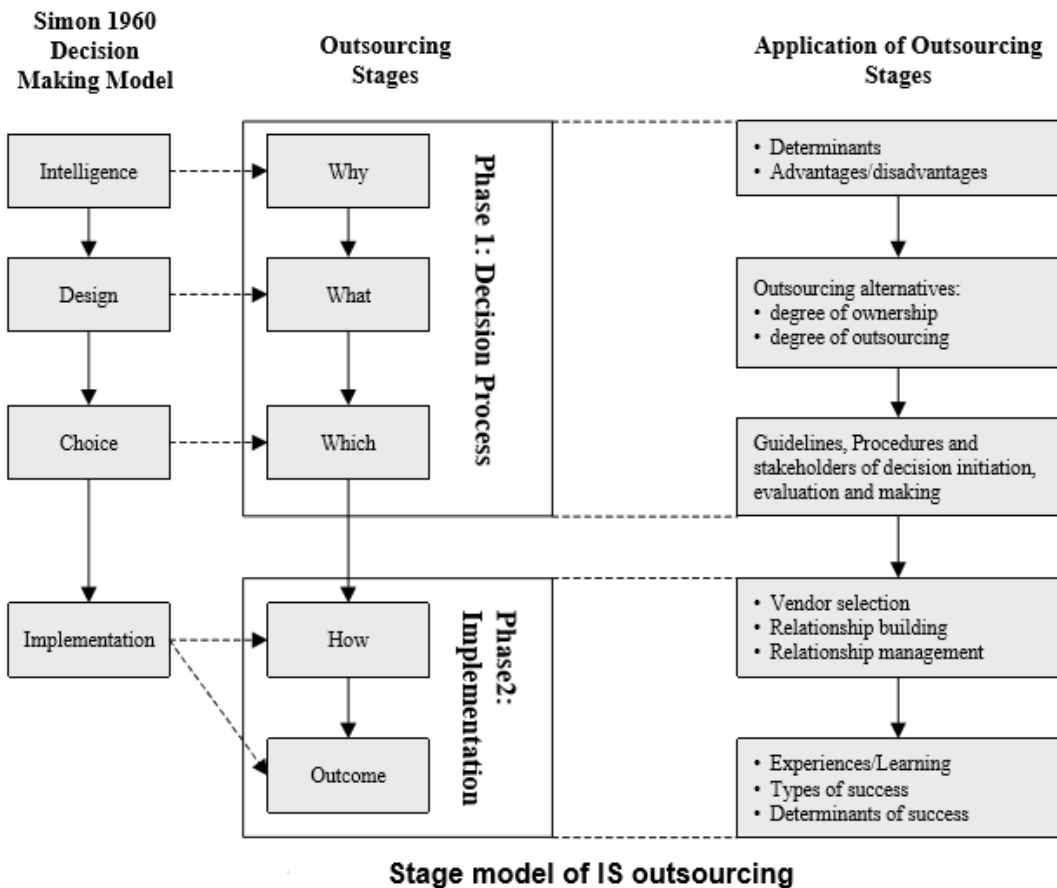 Simon 1960
Decision
Making Model
Outsourcing
Stages
Application of Outsourcing
Stages
Intelligence
Why
• Determinants
• Advantages/disadvantages
Design
What
Outsourcing alternatives:
• degree of ownership
• degree of outsourcing
Choice
Which
Guidelines, Procedures and
stakeholders of decision initiation,
evaluation and making
Phase 1: Decision Process
Implementation
How
• Vendor selection
• Relationship building
• Relationship management
Outcome
• Experiences/Learning
• Types of success
• Determinants of success
Phase2:
Implementation
Stage model of IS outsourcing